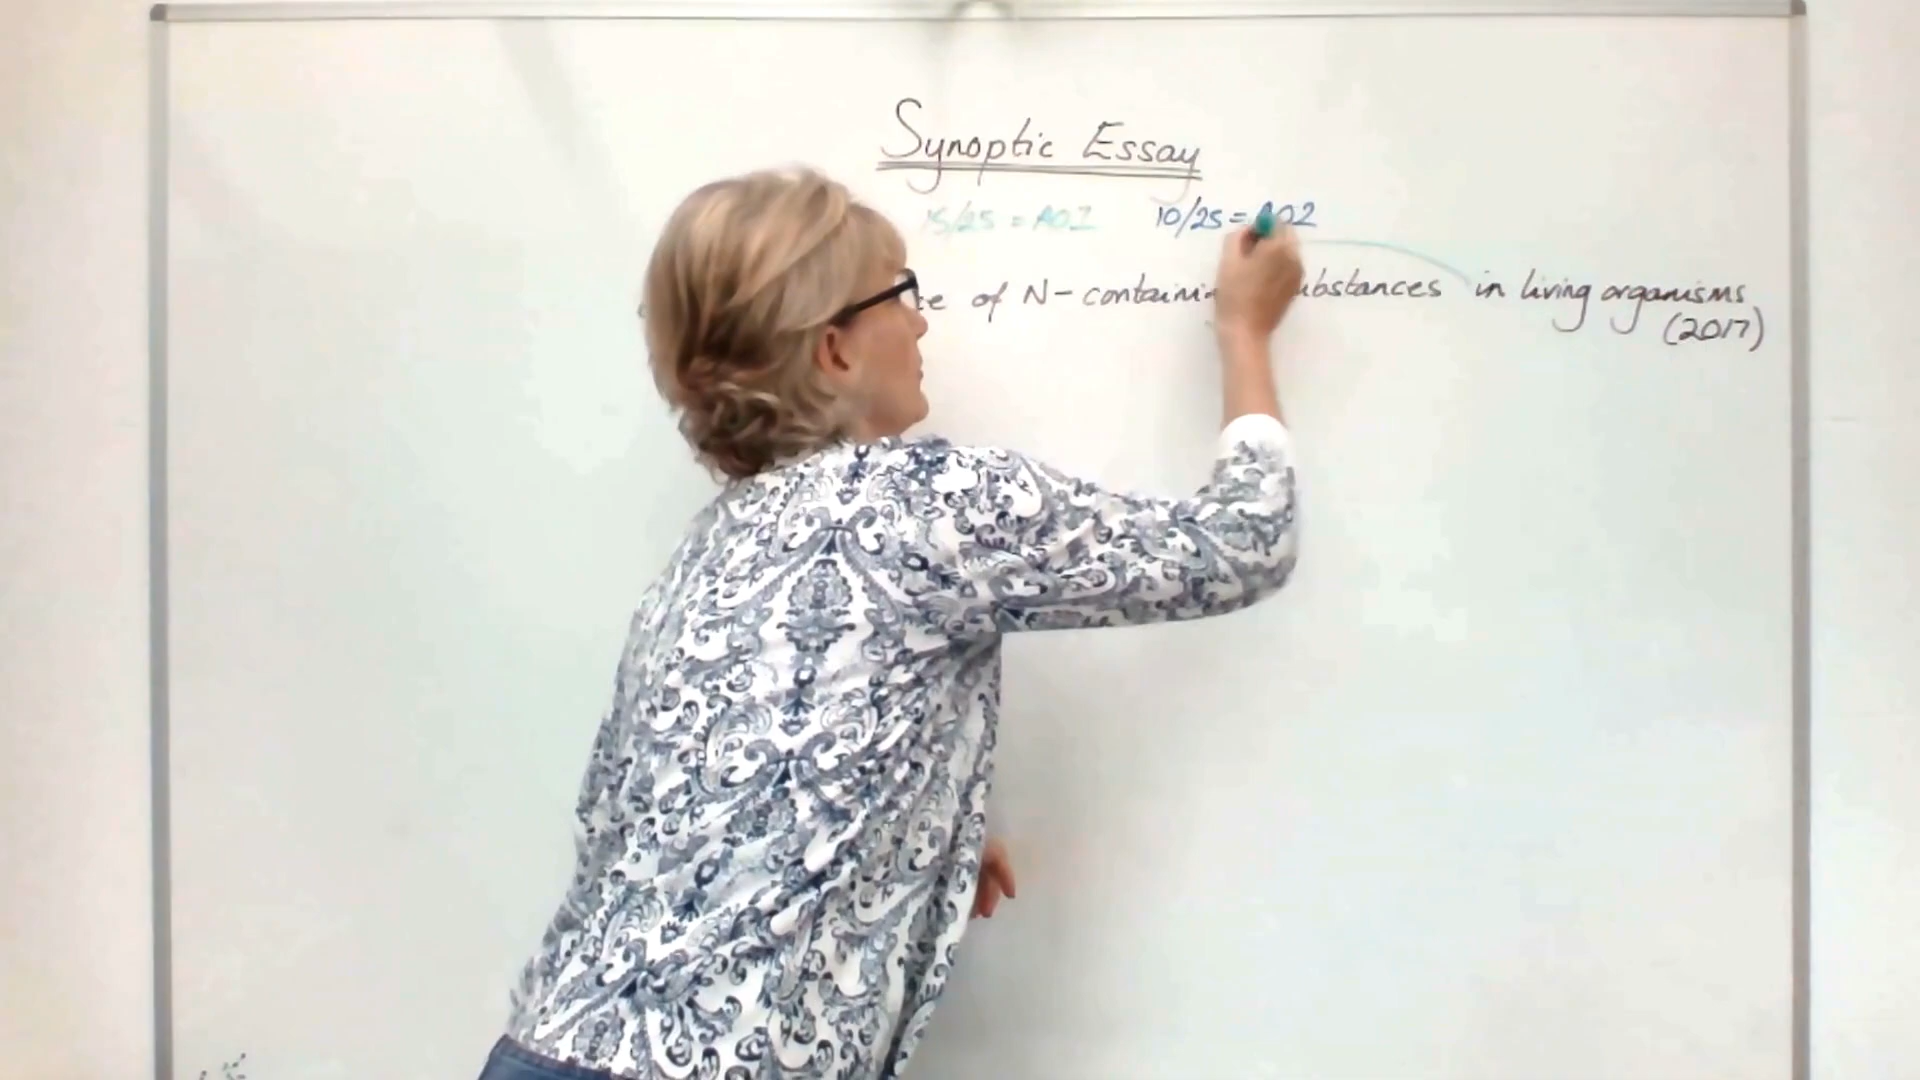 Synoptic Essay
15/25 = AO1 10/25 = AO2
of N-containing substances in living organisms
(2017)